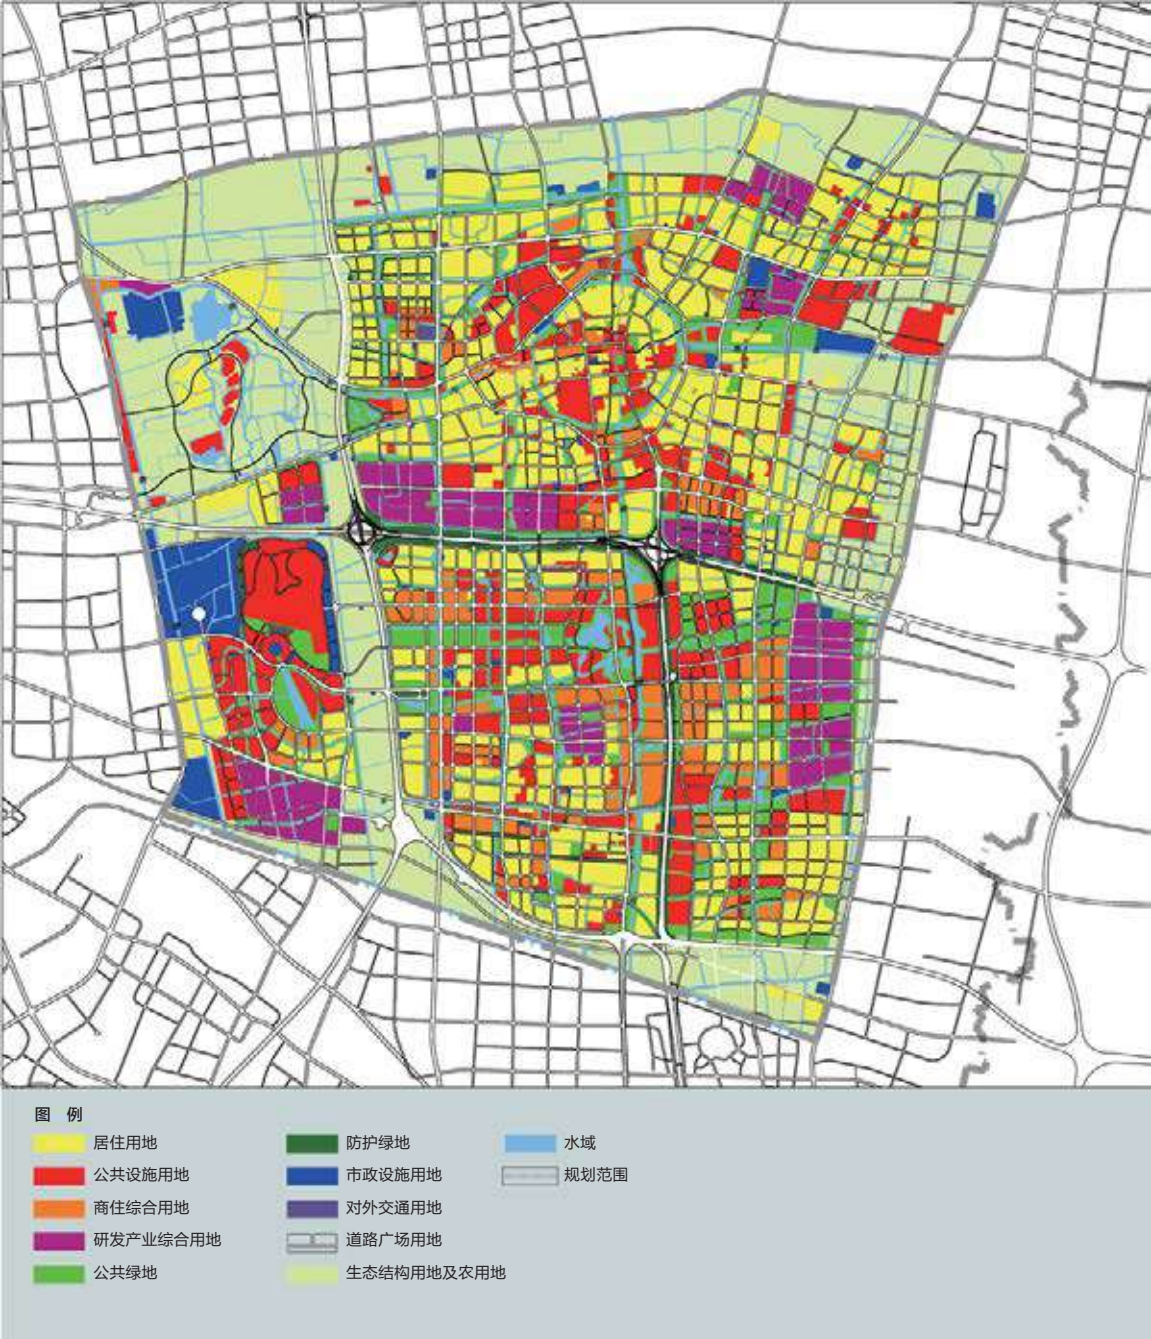 图 例
居住用地
公共设施用地
商住综合用地
研发产业综合用地
公共绿地
防护绿地
市政设施用地
对外交通用地
道路广场用地
生态结构用地及农用地
水域
规划范围